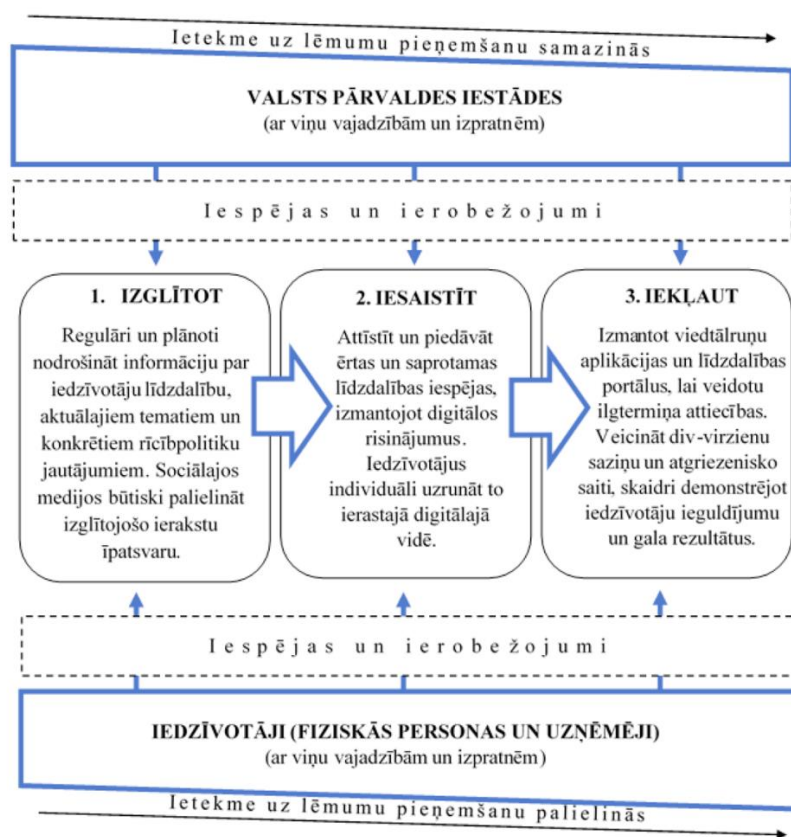 Ietekme uz lēmumu pieņemšanu samazinās
VALSTS PĀRVALDES IESTĀDES
(ar viņu vajadzībām un izpratnēm)
Iespējas un ierobežojumi
1. IZGLĪTOT
Regulāri un plānoti
nodrošināt informāciju par
iedzīvotāju līdzdalību,
aktuālajiem tematiem un
konkrētiem rīcībpolitiku
jautājumiem. Sociālajos
medijos būtiski palielināt
izglītojošo ierakstu
īpatsvaru.
2. IESAISTĪT
Attīstīt un piedāvāt
ērtas un saprotamas
līdzdalības iespējas,
izmantojot digitālos
risinājumus.
Iedzīvotājus
individuāli uzrunāt to
ierastajā digitālajā
vidē.
3. IEKĻAUT
Izmantot viedtālruņu
aplikācijas un līdzdalības
portālus, lai veidotu
ilgtermiņa attiecības.
Veicināt div-virzienu
saziņu un atgriezenisko
saiti, skaidri demonstrējot
iedzīvotāju ieguldījumu
un gala rezultātus.
Iespējas un ierobežojumi
IEDZĪVOTĀJI (FIZISKĀS PERSONAS UN UZŅĒMĒJI)
(ar viņu vajadzībām un izpratnēm)
Ietekme uz lēmumu pieņemšanu palielinās